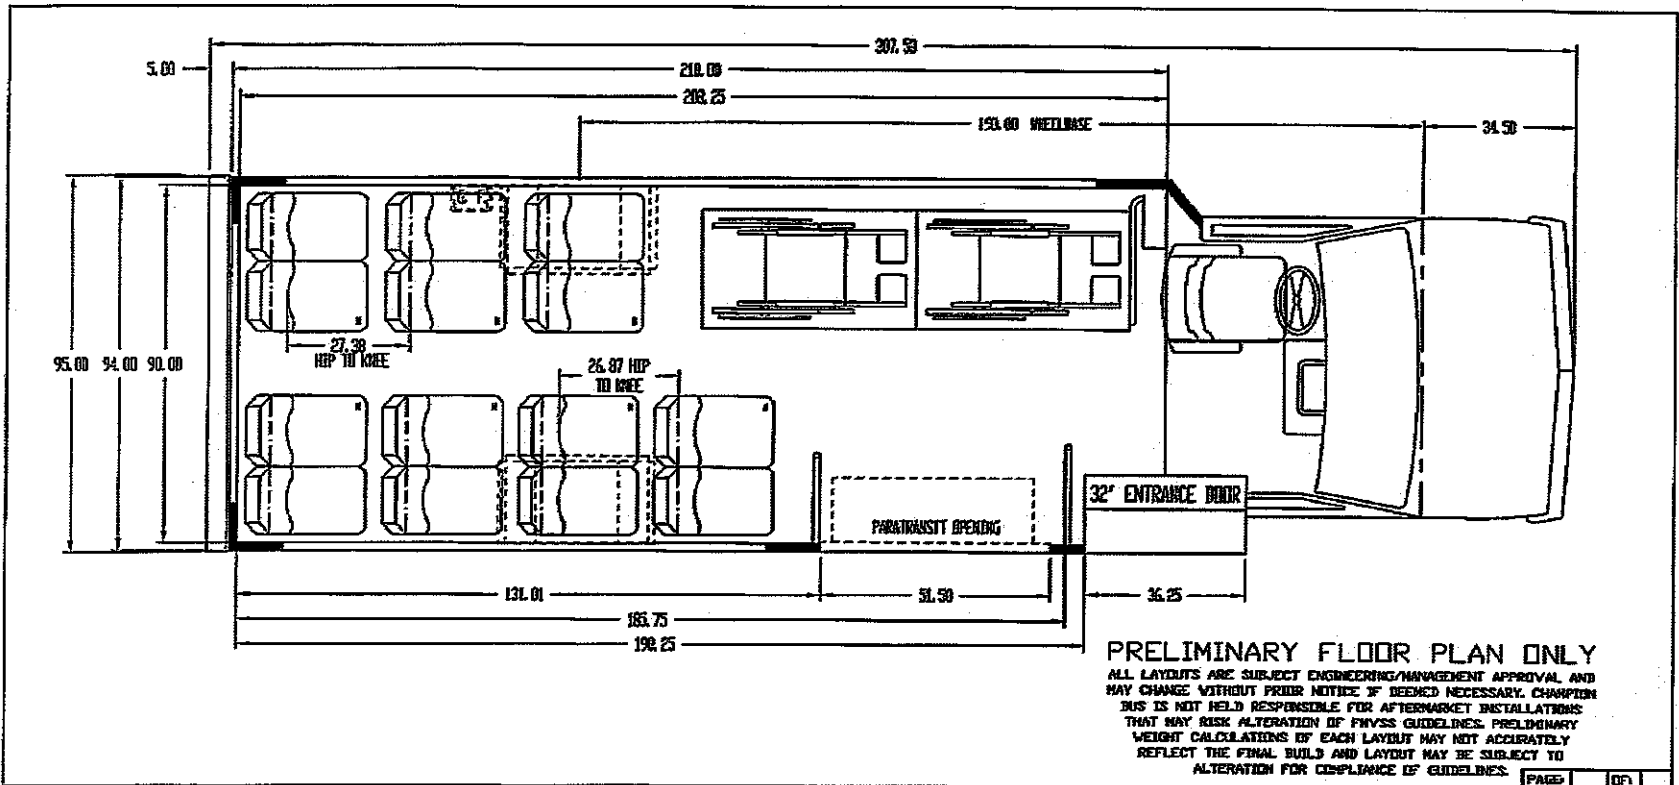 307.50
5.00
210.00
208.25
190.00 WHEELBASE
34.50
95.00 94.00 90.00
27.38
HIP TO KNEE
26.87 HIP
TO KNEE
32" ENTRANCE DOOR
PARATRANSIT OPENING
131.01
51.50
36.25
185.75
190.25
PRELIMINARY FLOOR PLAN ONLY
ALL LAYOUTS ARE SUBJECT ENGINEERING/MANAGEMENT APPROVAL AND
MAY CHANGE WITHOUT PRIOR NOTICE IF DEEMED NECESSARY. CHAMPION
BUS IS NOT HELD RESPONSIBLE FOR AFTERMARKET INSTALLATIONS
THAT MAY RISK ALTERATION OF FMVSS GUIDELINES. PRELIMINARY
WEIGHT CALCULATIONS OF EACH LAYOUT MAY NOT ACCURATELY
REFLECT THE FINAL BUILD AND LAYOUT MAY BE SUBJECT TO
ALTERATION FOR COMPLIANCE OF GUIDELINES.
PAGE: OF: